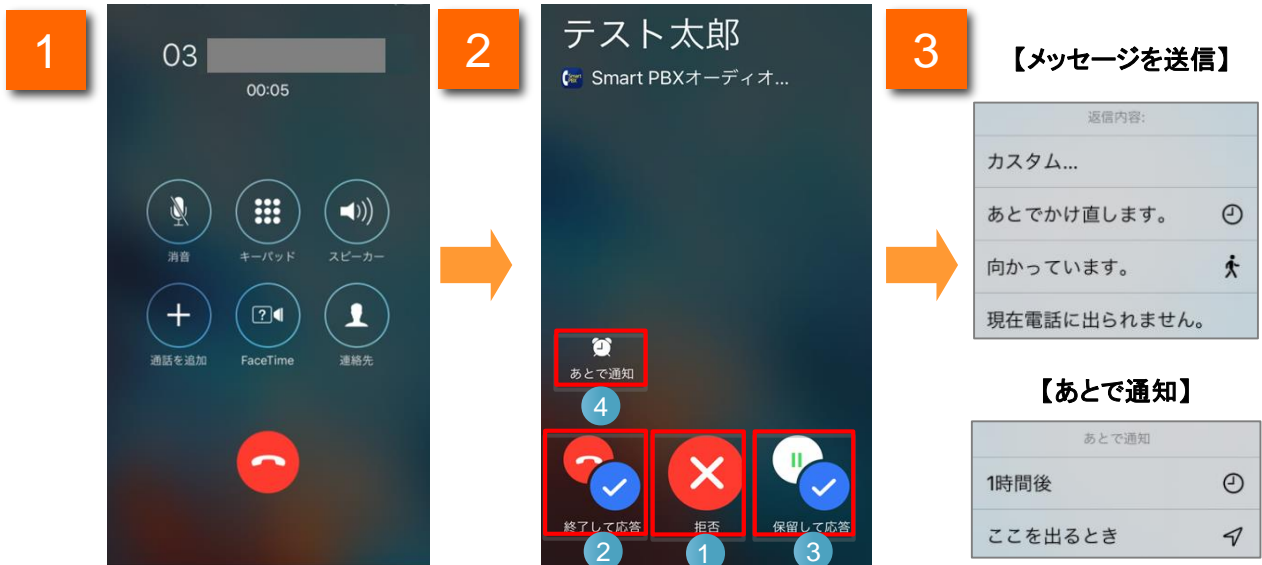 1
03
00:05
消音
キーパッド
スピーカー
通話を追加
FaceTime
連絡先
2
テスト太郎
Smart PBXオーディオ...
あとで通知
4
終了して応答
拒否
保留して応答
2
1
3
3
【メッセージを送信】
返信内容:
カスタム...
あとでかけ直します。
向かっています。
現在電話に出られません。
【あとで通知】
あとで通知
1時間後
ここを出るとき